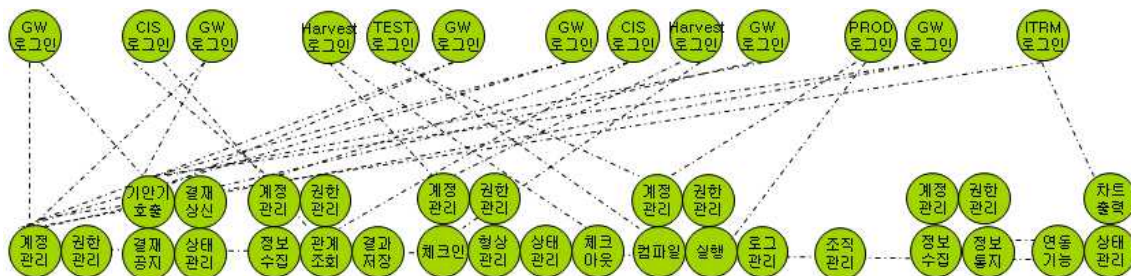 GW
로그인
CIS
로그인
GW
로그인
Harvest
로그인
TEST
로그인
GW
로그인
GW
로그인
CIS
로그인
Harvest
로그인
GW
로그인
PROD
로그인
GW
로그인
ITRM
로그인
기안기
호출
결재
상신
계정
관리
권한
관리
계정
관리
권한
관리
계정
관리
권한
관리
계정
관리
권한
관리
차트
출력
계정
관리
권한
관리
결재
공지
상태
관리
정보
수집
관계
조회
결과
저장
체크인
형상
관리
상태
관리
체크
아웃
컴파일
실행
로그
관리
조직
관리
정보
수집
정보
통지
연동
기능
상태
관리